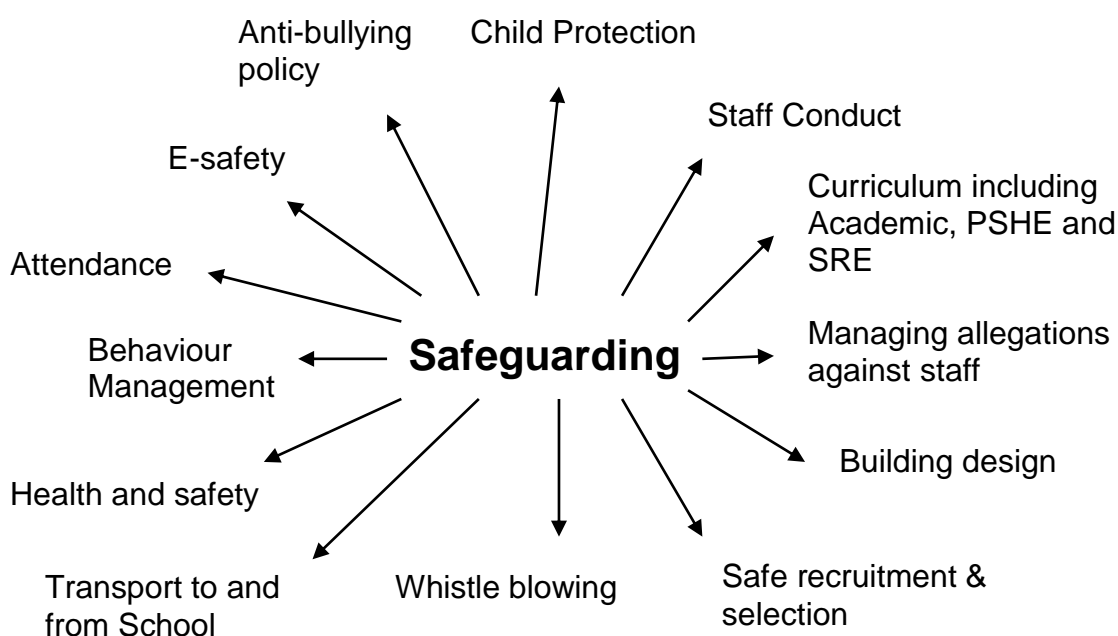 Anti-bullying
policy
Child Protection
Staff Conduct
E-safety
Curriculum including
Academic, PSHE and
SRE
Attendance
Safeguarding
Behaviour
Management
Managing allegations
against staff
Building design
Health and safety
Transport to and
from School
Whistle blowing
Safe recruitment &
selection